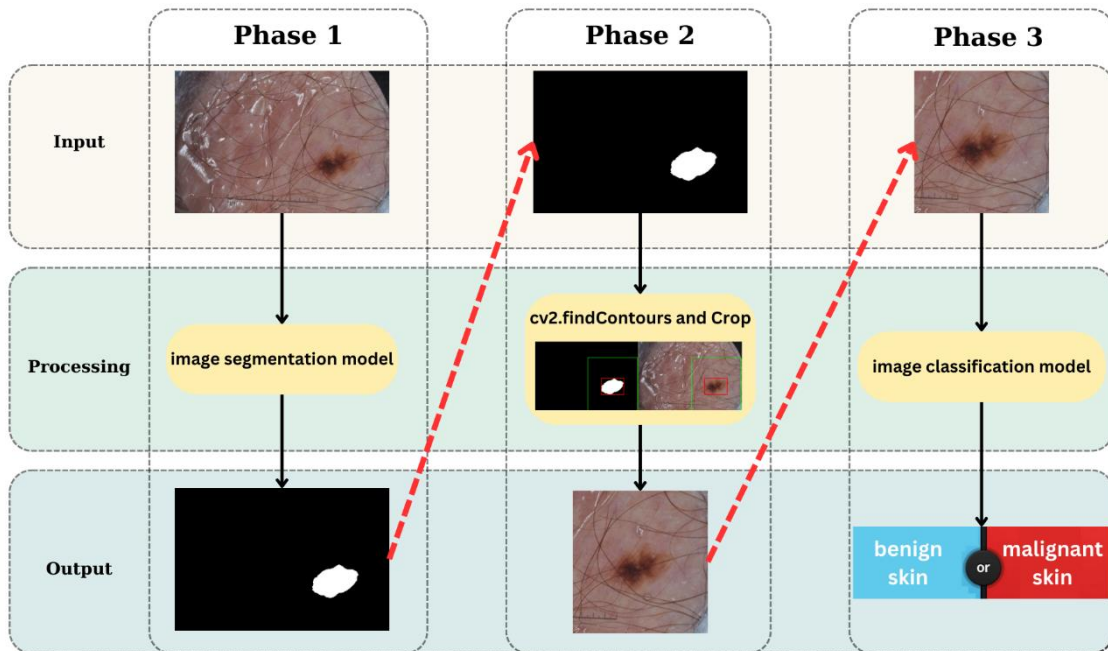 Phase 1
Phase 2
Phase 3
Input
Processing
image segmentation model
cv2.findContours and Crop
image classification model
Output
benign
skin
or
malignant
skin